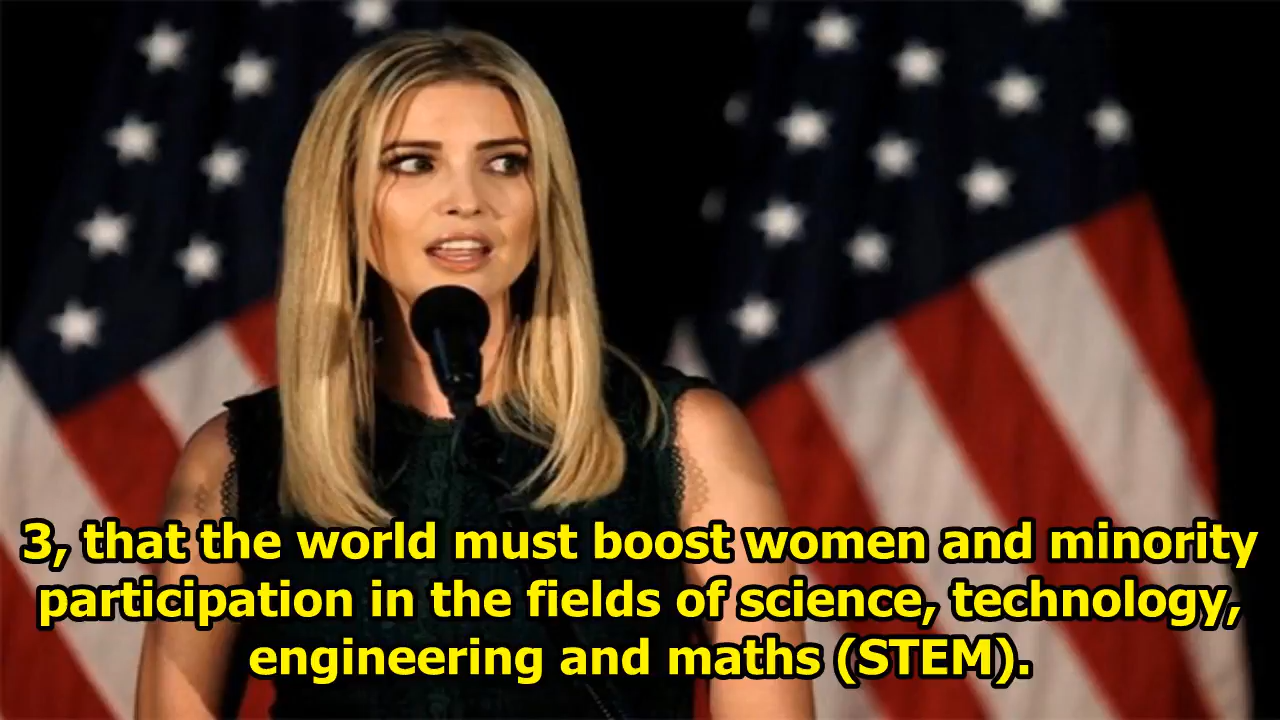 3, that the world must boost women and minority
participation in the fields of science, technology,
engineering and maths (STEM).